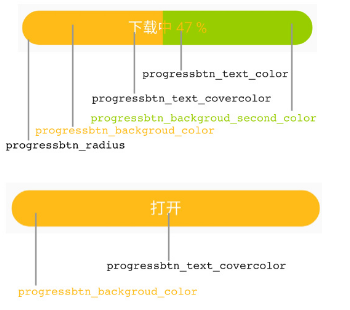 下载中 47 %
progressbtn_text_color
progressbtn_text_covercolor
progressbtn_backgroud_second_color
progressbtn_backgroud_color
progressbtn_radius
打开
progressbtn_text_covercolor
progressbtn_backgroud_color